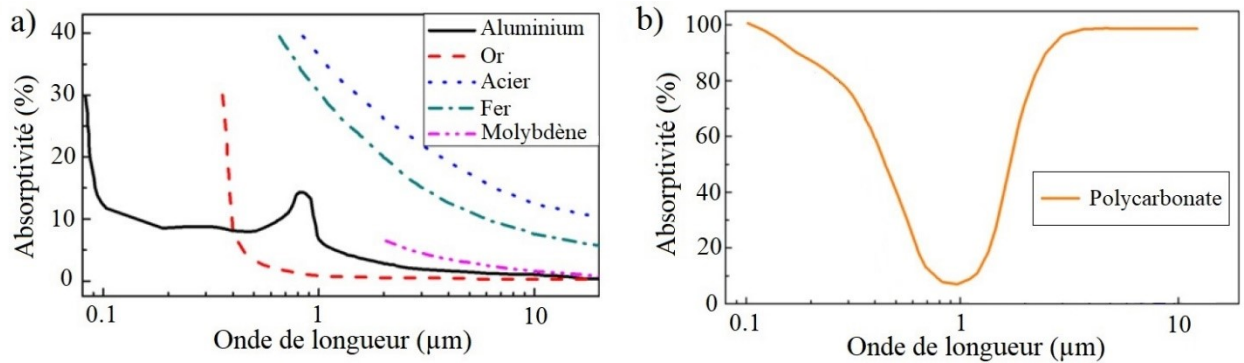 a)
Absorptivité (%)
40
30
20
10
0
Aluminium
Or
Acier
Fer
Molybdène
0.1
1
10
Onde de longueur (µm)
b)
Absorptivité (%)
100
80
60
40
20
0
Polycarbonate
0.1
1
10
Onde de longueur (µm)